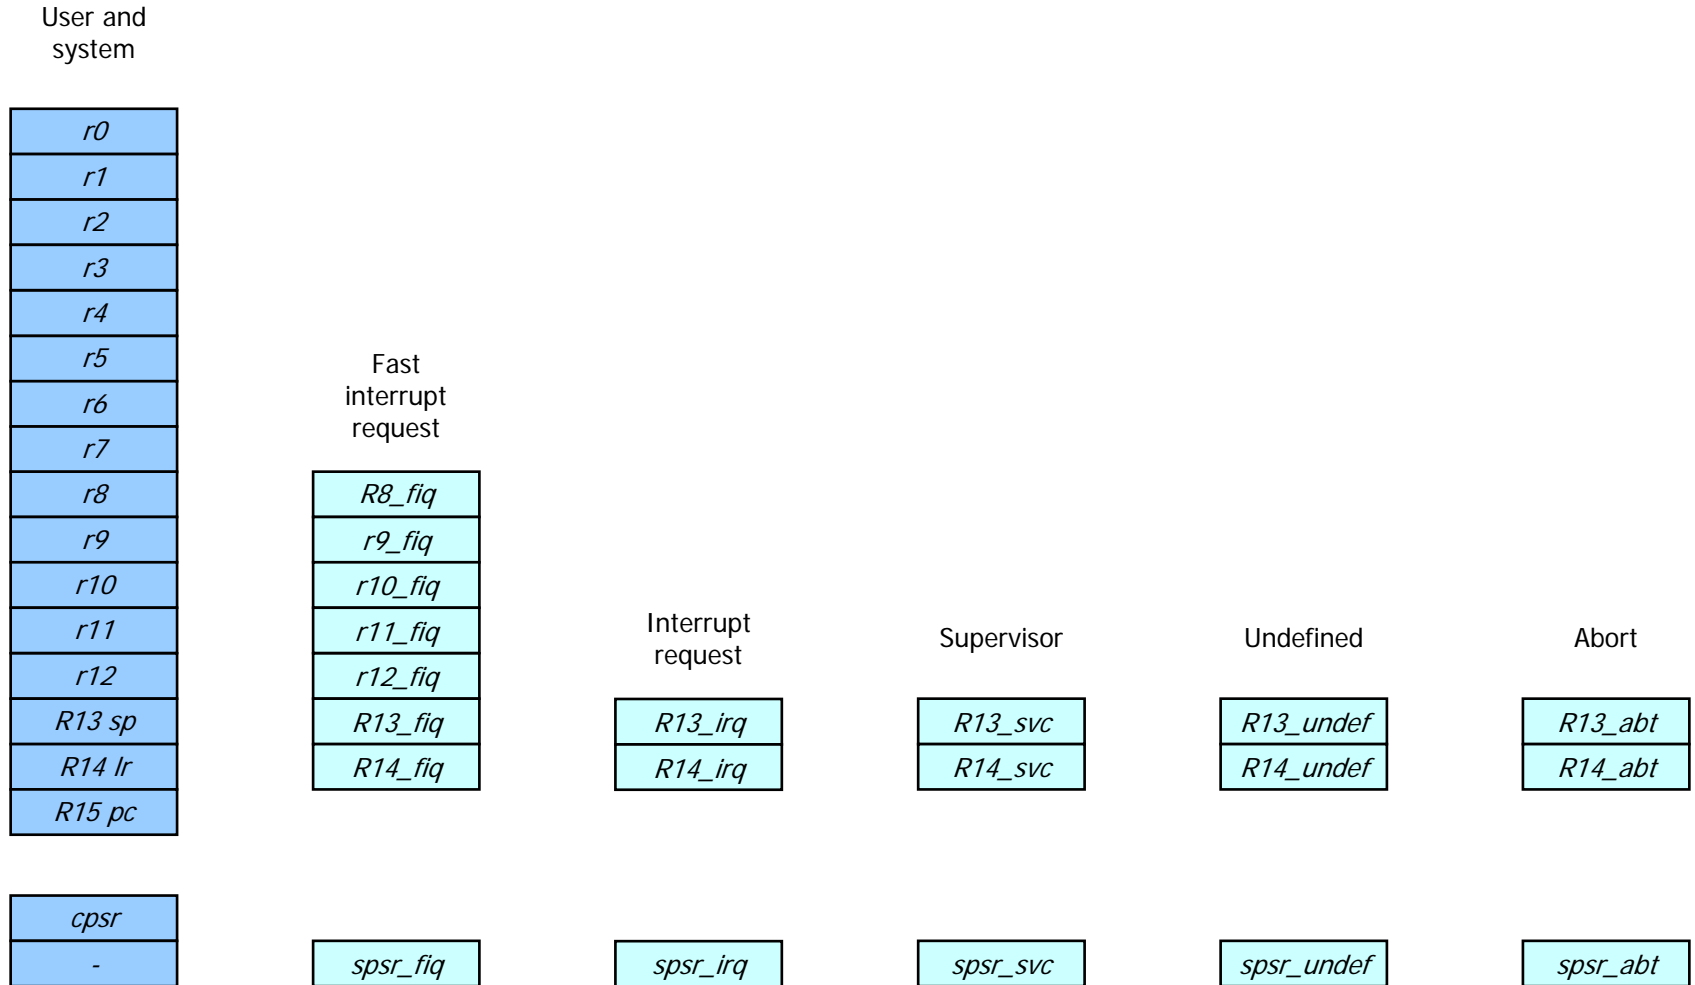 User and
system
r0
r1
r2
r3
r4
r5
r6
r7
r8
r9
r10
r11
r12
R13 sp
R14 lr
R15 pc
cpsr
-
Fast
interrupt
request
R8_fiq
r9_fiq
r10_fiq
r11_fiq
r12_fiq
R13_fiq
R14_fiq
spsr_fiq
Interrupt
request
R13_irq
R14_irq
spsr_irq
Supervisor
R13_svc
R14_svc
spsr_svc
Undefined
R13_undef
R14_undef
spsr_undef
Abort
R13_abt
R14_abt
spsr_abt